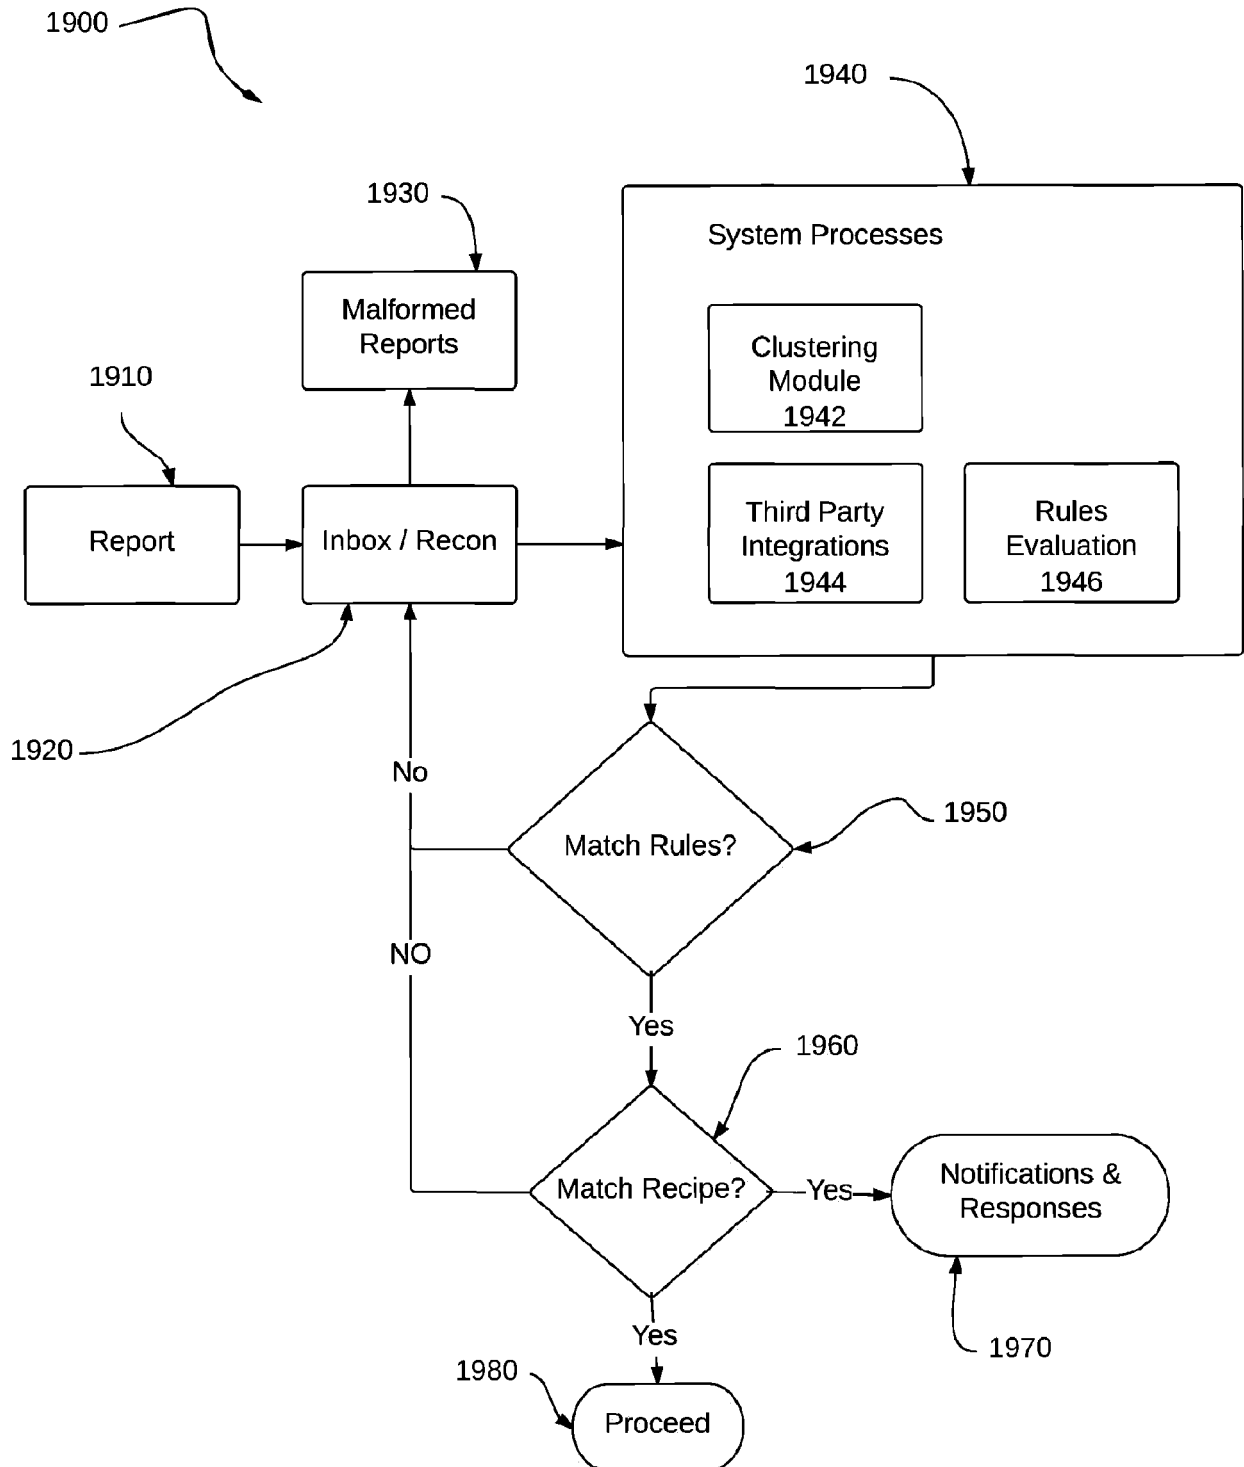 1900
1940
1930
System Processes
Malformed
Reports
Clustering
Module
1942
1910
Report
Inbox / Recon
Third Party
Integrations
1944
Rules
Evaluation
1946
1920
No
1950
Match Rules?
NO
Yes
1960
Match Recipe?
Yes
Notifications &
Responses
Yes
1970
1980
Proceed